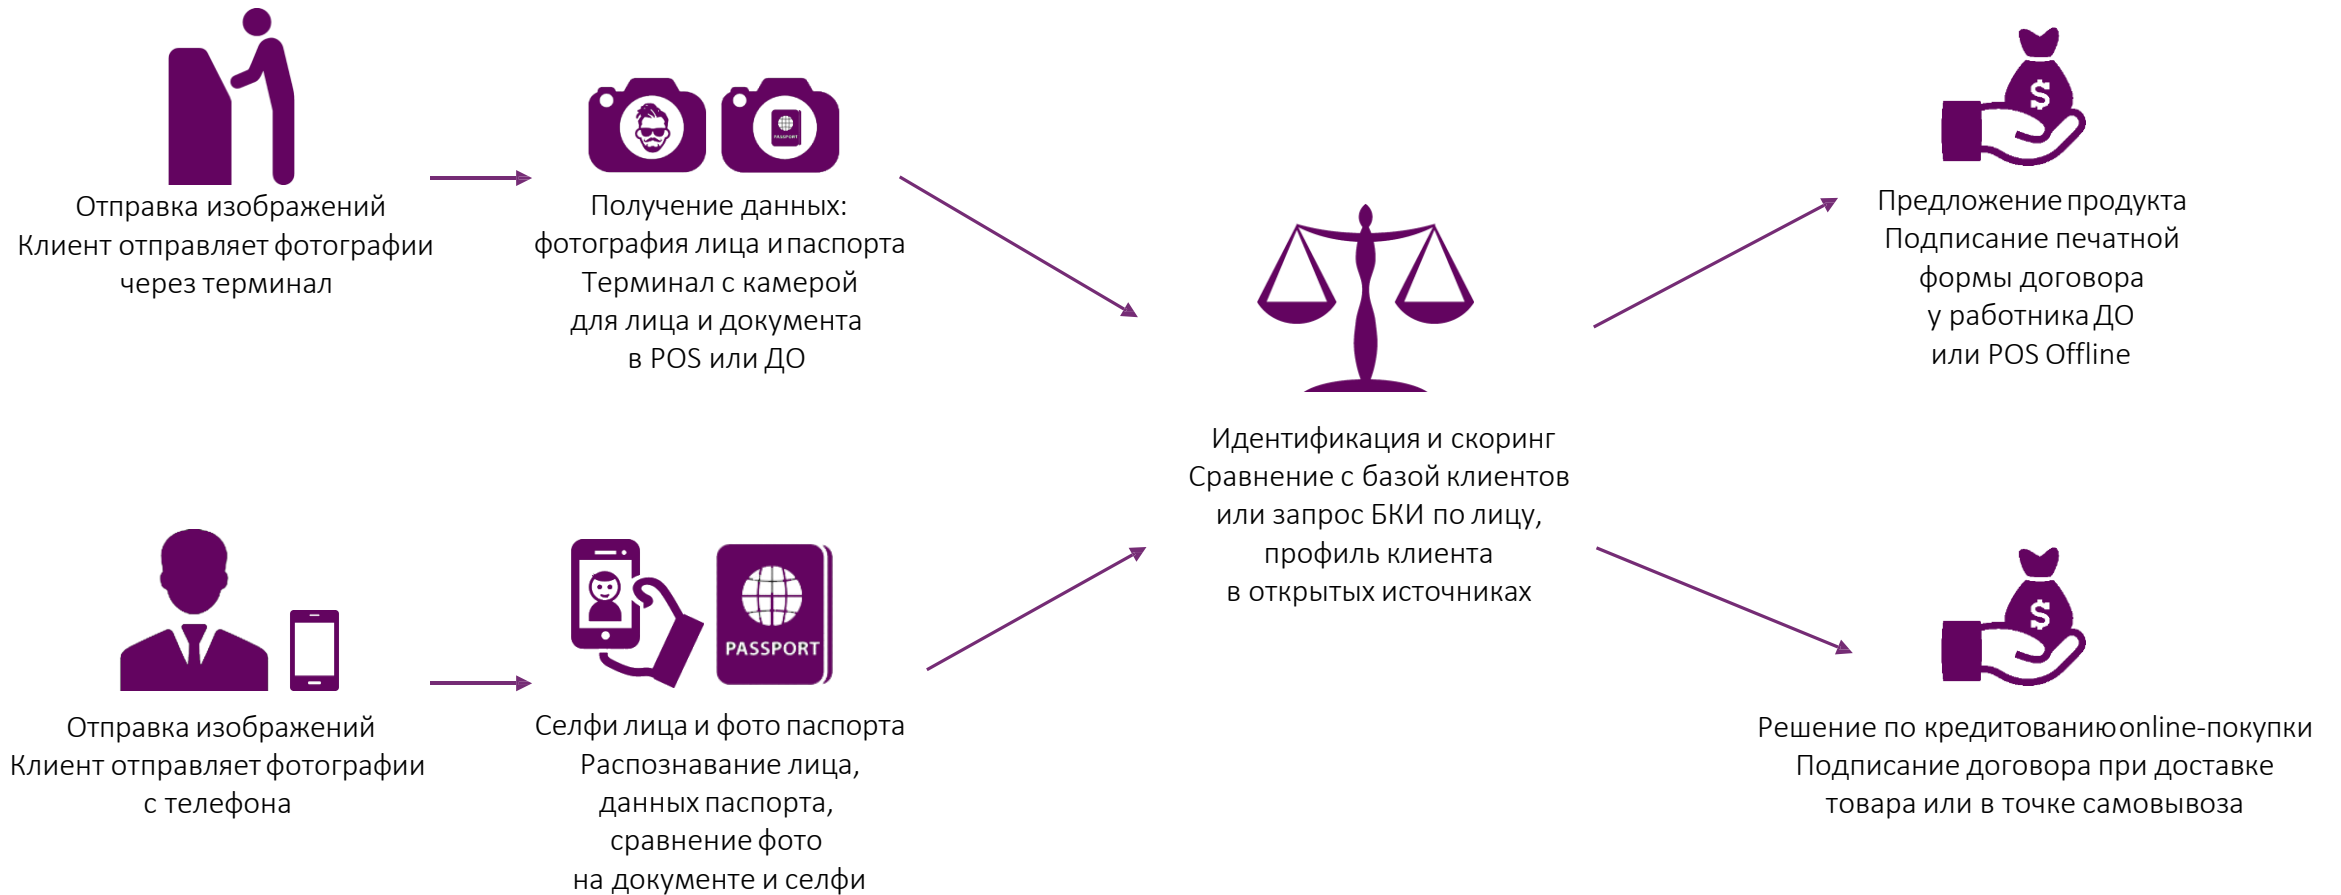 Отправка изображений
Клиент отправляет фотографии
через терминал
PASSPORT
Получение данных:
фотография лица и паспорта
Терминал с камерой
для лица и документа
в POS или ДО
Отправка изображений
Клиент отправляет фотографии
с телефона
PASSPORT
Селфи лица и фото паспорта
Распознавание лица,
данных паспорта,
сравнение фото
на документе и селфи
Идентификация и скоринг
Сравнение с базой клиентов
или запрос БКИ по лицу,
профиль клиента
в открытых источниках
$
Предложение продукта
Подписание печатной
формы договора
у работника ДО
или POS Offline
$
Решение по кредитованию online-покупки
Подписание договора при доставке
товара или в точке самовывоза